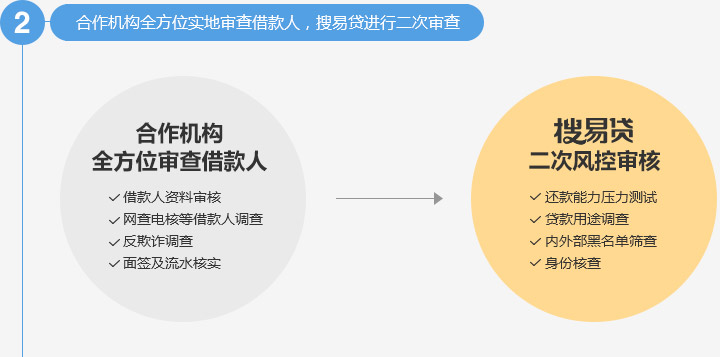 2
合作机构全方位实地审查借款人，搜易贷进行二次审查
合作机构
全方位审查借款人
借款人资料审核
网查电核等借款人调查
反欺诈调查
面签及流水核实
搜易贷
二次风控审核
还款能力压力测试
贷款用途调查
内外部黑名单筛查
身份核查